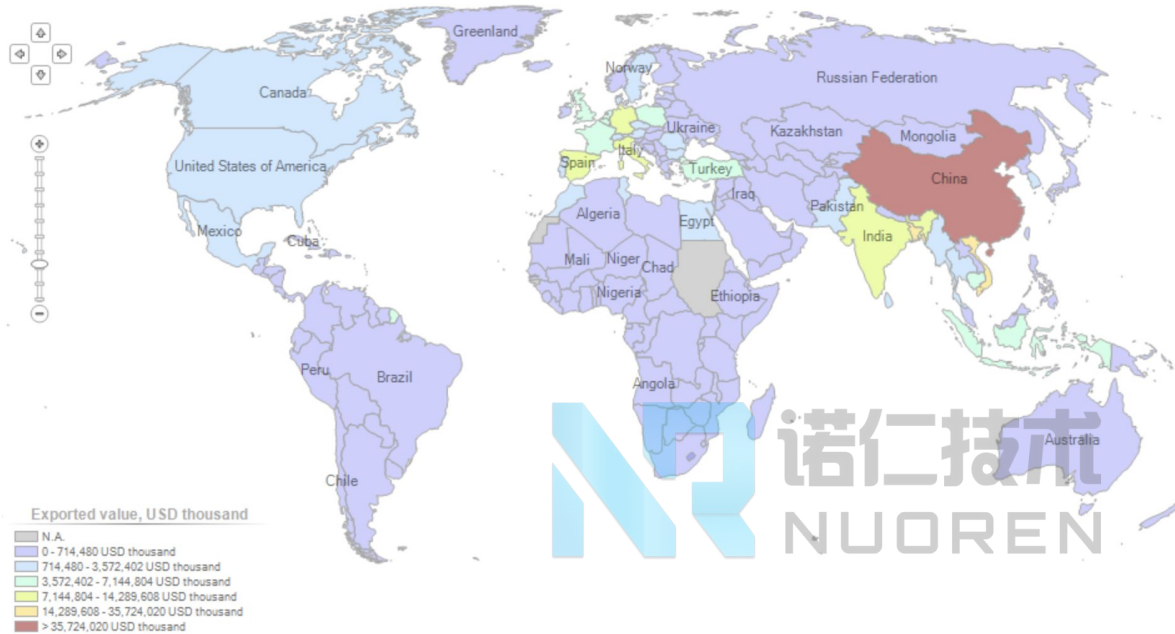 Greenland
Norway
Russian Federation
Canada
Ukraine
Kazakhstan
Mongolia
United States of America
Spain
Italy
Turkey
China
Iraq
Pakistan
Mexico
Algeria
Egypt
India
Cuba
Mali
Niger
Chad
Nigeria
Ethiopia
Peru
Brazil
Angola
Australia
Chile
诺仁技术
NUOREN
Exported value, USD thousand
N.A.
0 - 714,480 USD thousand
714,480 - 3,572,402 USD thousand
3,572,402 - 7,144,804 USD thousand
7,144,804 - 14,289,608 USD thousand
14,289,608 - 35,724,020 USD thousand
> 35,724,020 USD thousand